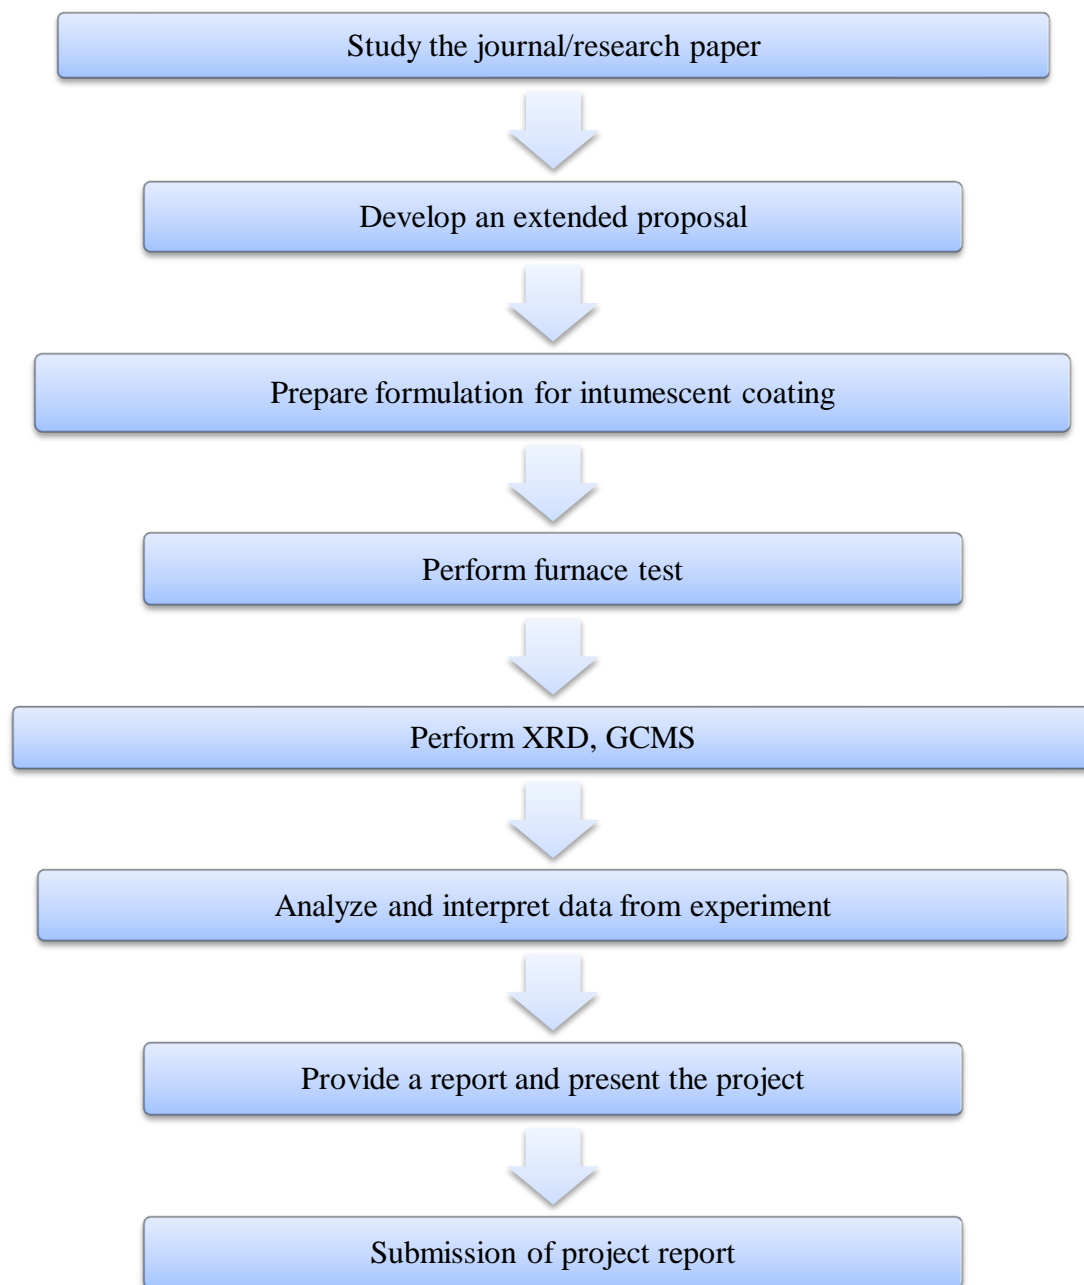 Study the journal/research paper
Develop an extended proposal
Prepare formulation for intumescent coating
Perform furnace test
Perform XRD, GCMS
Analyze and interpret data from experiment
Provide a report and present the project
Submission of project report